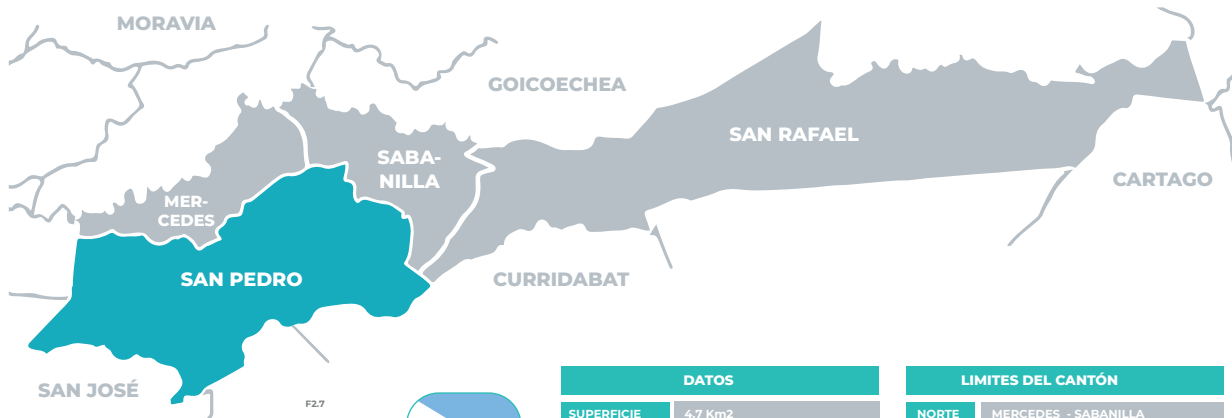 MORAVIA
GOICOECHEA
SAN RAFAEL
SABA-
NILLA
CARTAGO
MER-
CEDES
SAN PEDRO
CURRIDABAT
SAN JOSÉ
F2.7
DATOS
SUPERFICIE 4.7 Km2
LIMITES DEL CANTÓN
NORTE MERCEDES - SABANILLA